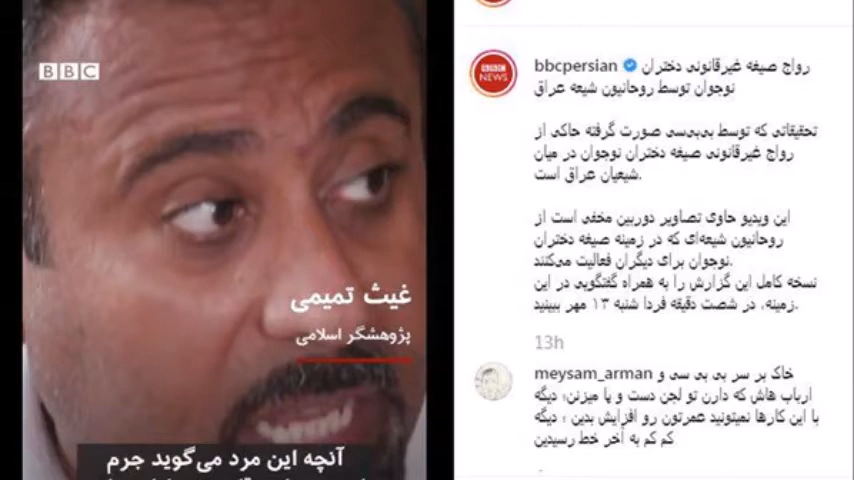 BBC
غیث تمیمی
پژوهشگر اسلامی
آنچه این مرد می‌گوید جرم
BBC
NEWS
bbcpersian رواج صیغه غیرقانونی دختران
نوجوان توسط روحانیون شیعه عراق
تحقیقاتی که توسط بی‌بی‌سی صورت گرفته حاکی از
رواج غیرقانونی صیغه دختران نوجوان در میان
شیعیان عراق است.
این ویدیو حاوی تصاویر دوربین مخفی است از
روحانیون شیعه‌ای که در زمینه صیغه دختران
نوجوان برای دیگران فعالیت می‌کنند.
نسخه کامل این گزارش را به همراه گفتگویی در این
زمینه، در شصت دقیقه فردا شنبه ۱۳ مهر ببینید.
13h
meysam_arman خاک بر سر بی بی سی و
ارباب هاش که دارن تو لجن دست و پا میزنن؛ دیگه
با این کارها نمیتونید عمرتون رو افزایش بدین ؛ دیگه
کم کم به آخر خط رسیدین